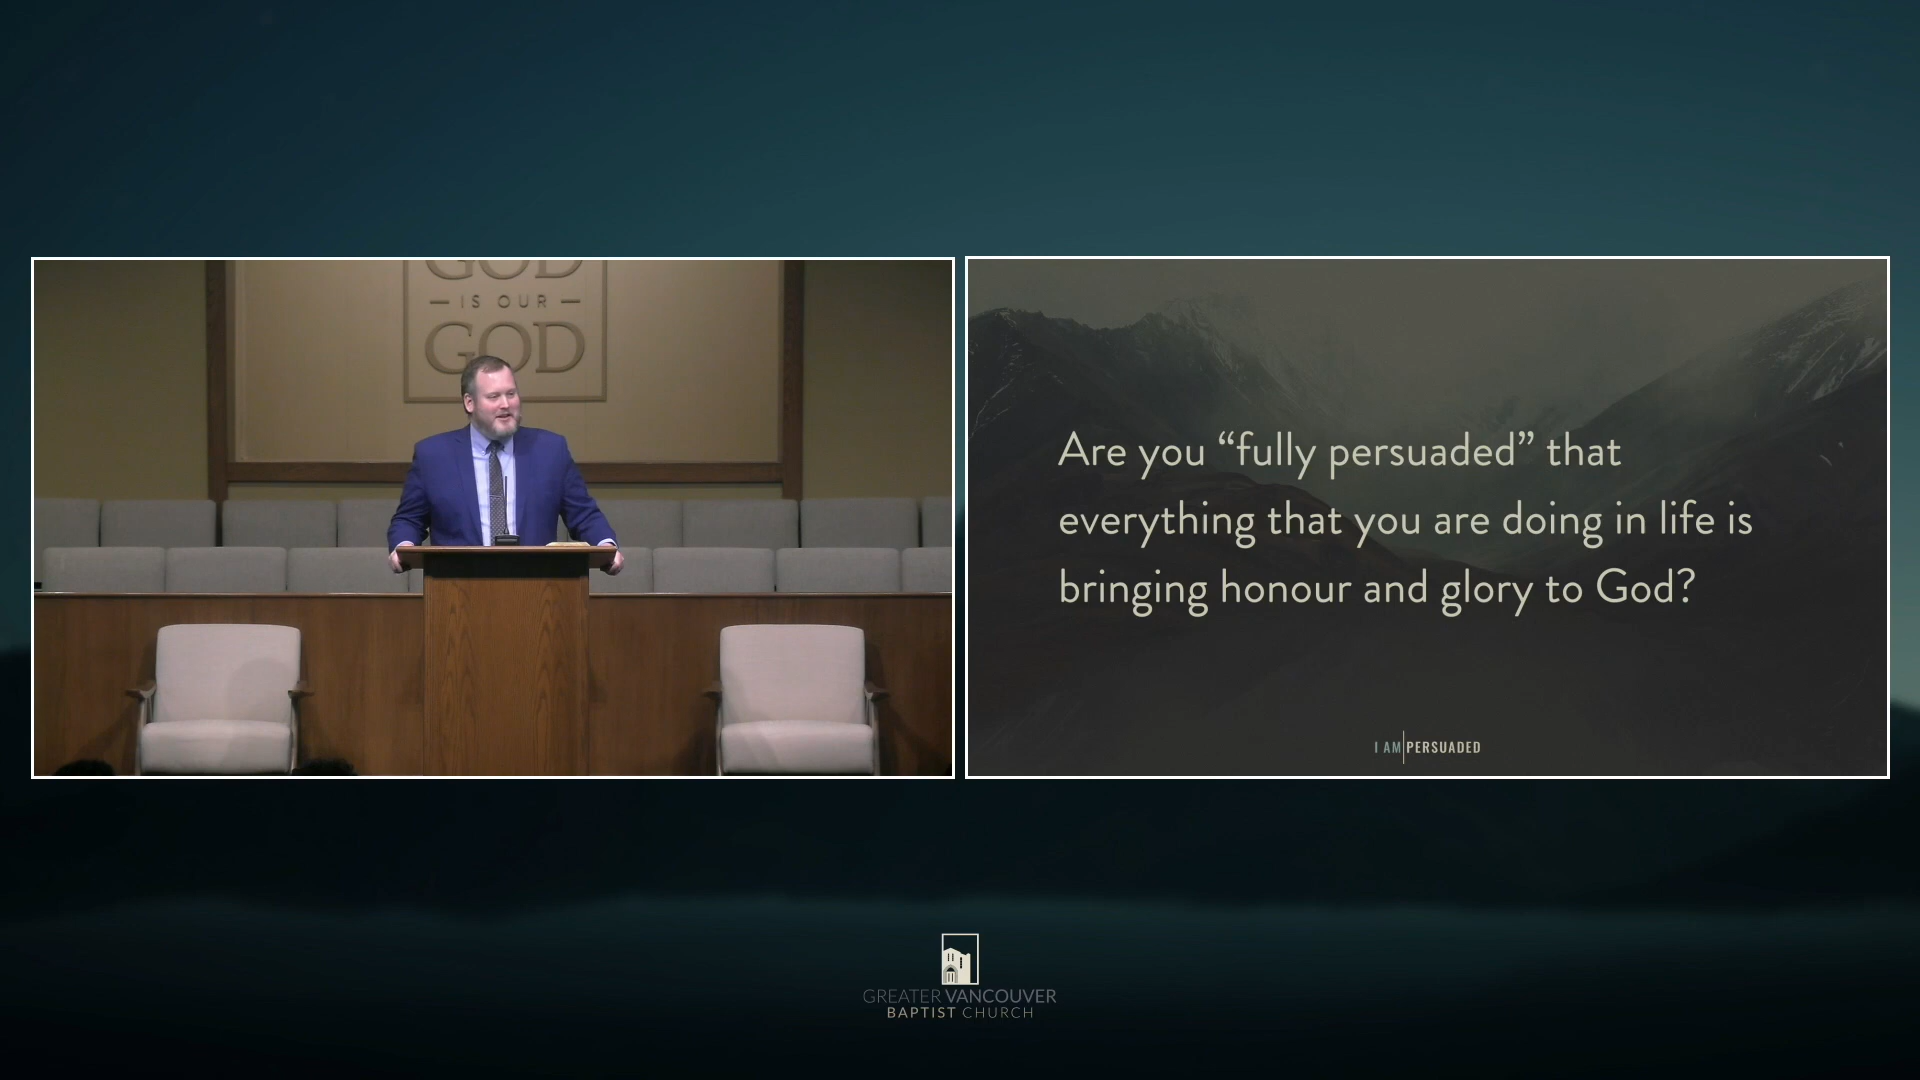 GOD
IS OUR
GOD
Are you “fully persuaded” that
everything that you are doing in life is
bringing honour and glory to God?
I AM PERSUADED
GREATER VANCOUVER
BAPTIST CHURCH